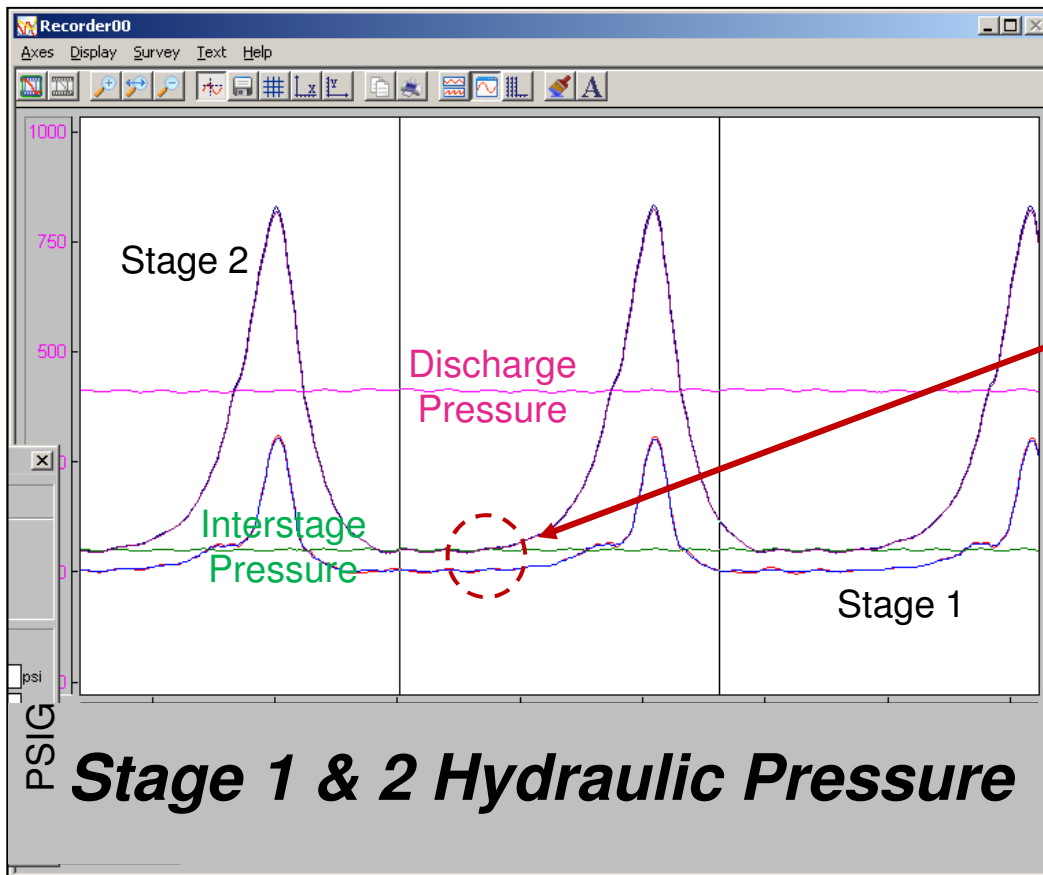 Recorder00
Axes Display Survey Text Help
1000
750
500
Stage 2
Discharge
Pressure
Interstage
Pressure
Stage 1
psi
PSIG
Stage 1 & 2 Hydraulic Pressure